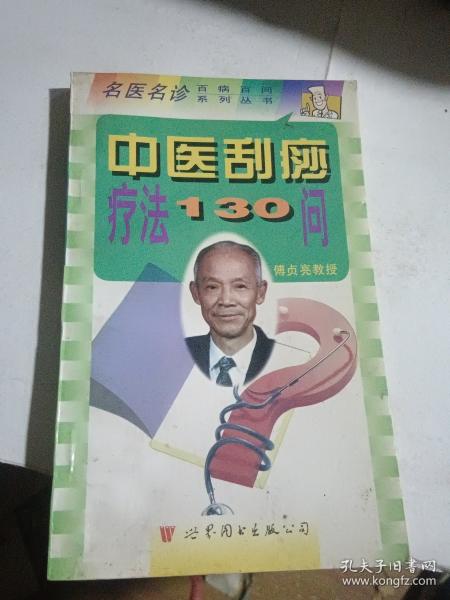 名医名诊
百病百问
系列丛书
中医刮痧
疗法130问
傅贞亮教授
世界图书出版公司
孔夫子旧书网
www.kongfz.com